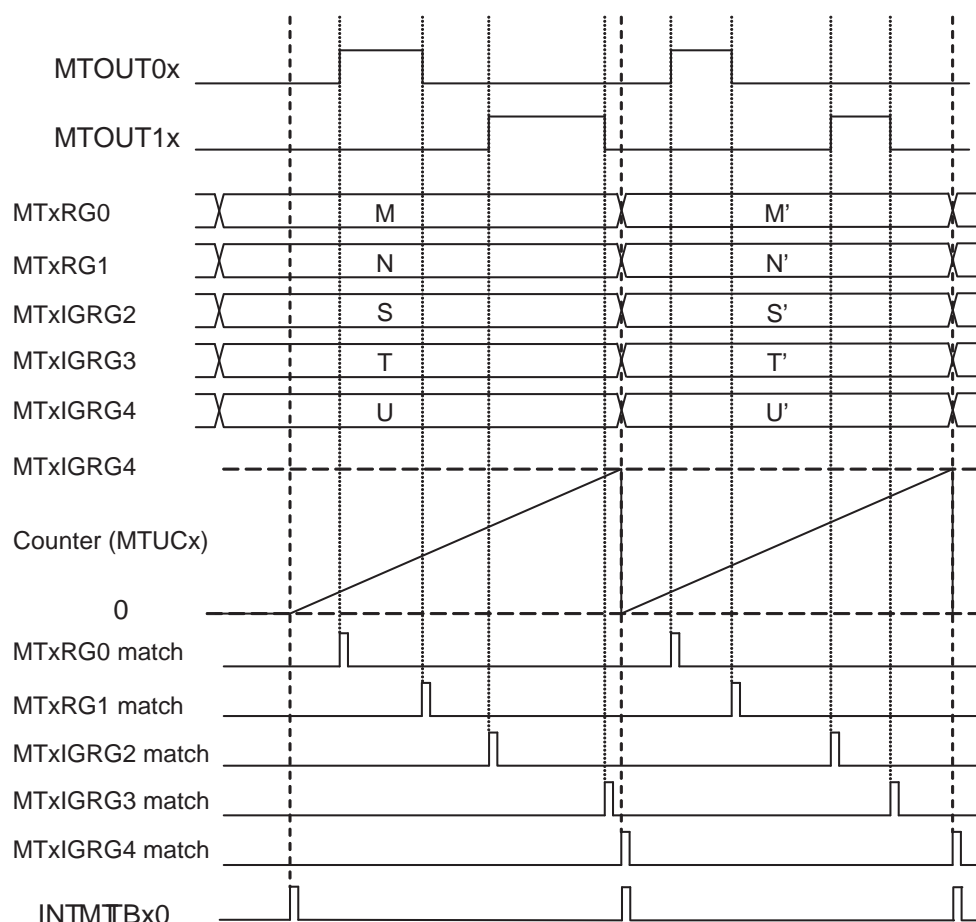 MTOUT0x
MTOUT1x
MTxRG0 M M'
MTxRG1 N N'
MTxIGRG2 S S'
MTxIGRG3 T T'
MTxIGRG4 U U'
MTxIGRG4
Counter (MTUCx)
0
MTxRG0 match
MTxRG1 match
MTxIGRG2 match
MTxIGRG3 match
MTxIGRG4 match
INTMTTBx0